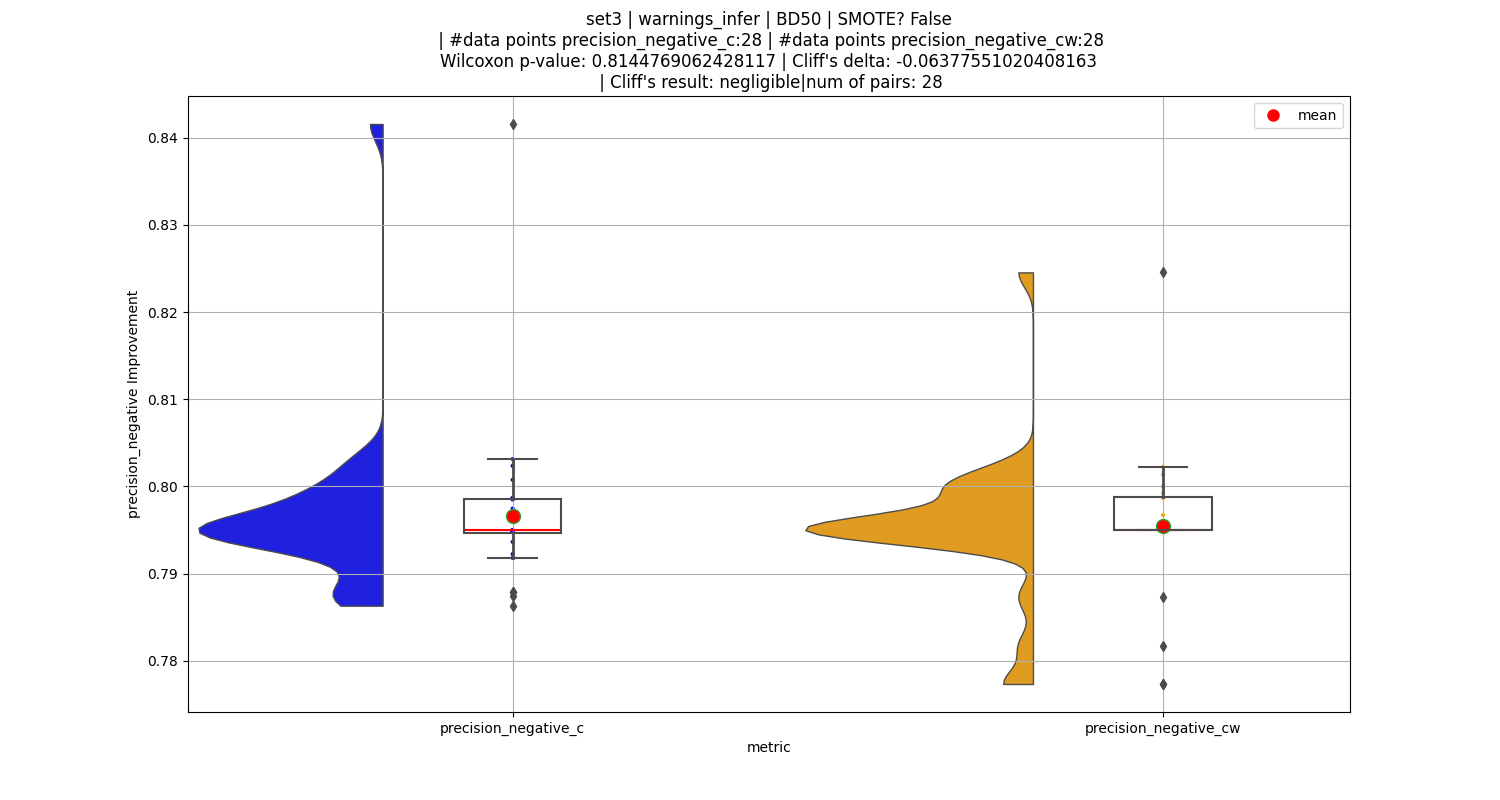 set3 | warnings_infer | BD50 | SMOTE? False
| #data points precision_negative_c:28 | #data points precision_negative_cw:28
Wilcoxon p-value: 0.8144769062428117 | Cliff's delta: -0.06377551020408163
| Cliff's result: negligible|num of pairs: 28
mean
0.84
0.83
0.82
0.81
0.80
0.79
0.78
precision_negative Improvement
precision_negative_c
precision_negative_cw
metric